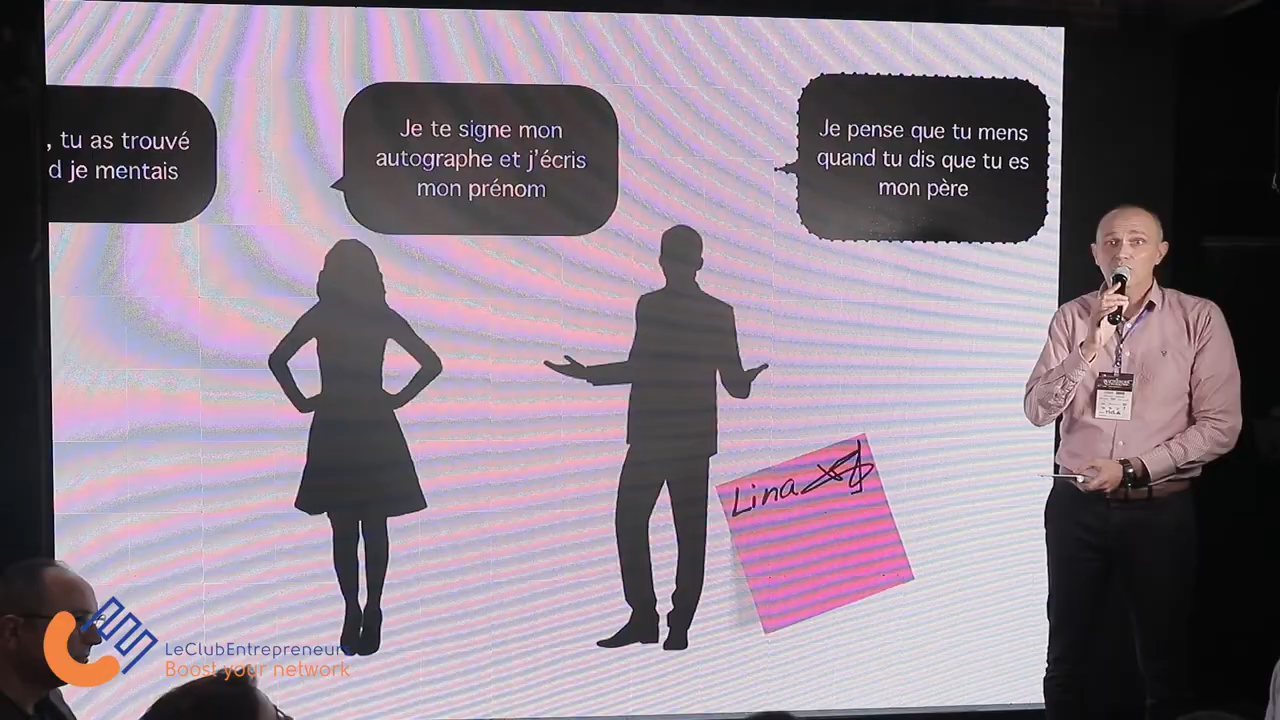 , tu as trouvé
d je mentais
Je te signe mon
autographe et j'écris
mon prénom
Je pense que tu mens
quand tu dis que tu es
mon père
Lina
LeClubEntrepreneurs
Boost your network